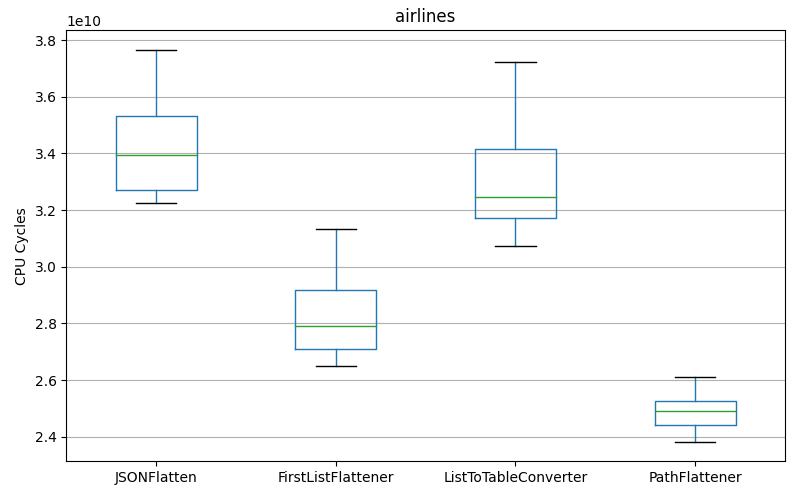 airlines
1e10
3.8
3.6
3.4
3.2
3.0
2.8
2.6
2.4
CPU Cycles
JSONFlatten FirstListFlattener ListToTableConverter PathFlattener